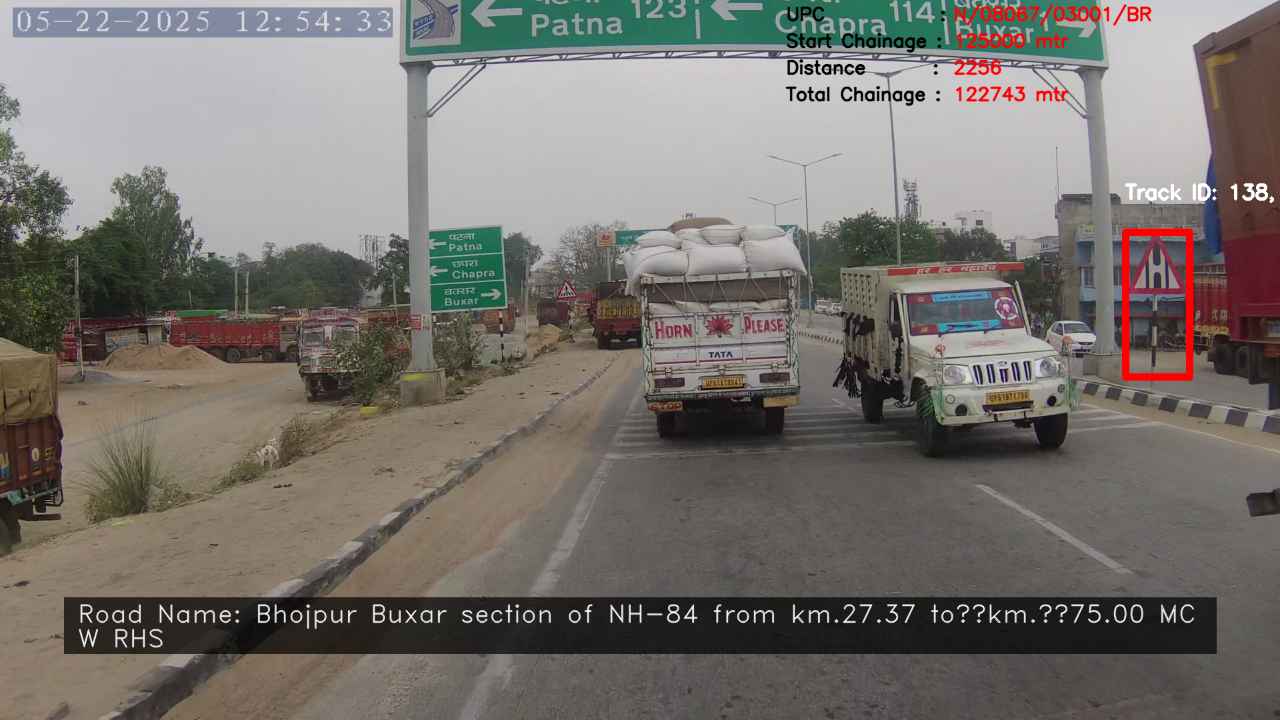 05-22-2025 12:54:33
Patna 123
Chapra 114
Buxar
UPC : N/08067/03001/BR
Start Chainage : 125000 mtr
Distance : 2256
Total Chainage : 122743 mtr
Track ID: 138,
पटना
Patna
छपरा
Chapra
बक्सर
Buxar
HORN PLEASE
TATA
Road Name: Bhojpur Buxar section of NH-84 from km.27.37 to??km.??75.00 MC
W RHS